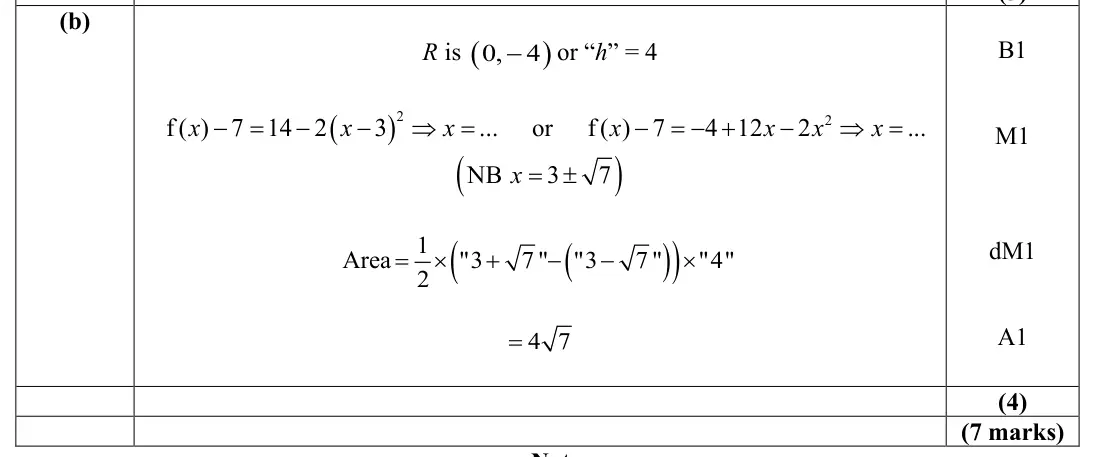 (b)
R is (0, − 4) or “h” = 4
B1
f(x) − 7 = 14 − 2(x − 3)² ⇒ x = ... or f(x) − 7 = −4 + 12x − 2x² ⇒ x = ...
M1
(NB x = 3 ± √7)
Area = 1/2 × ("3 + √7" − ("3 − √7")) × "4"
dM1
= 4√7
A1
(4)
(7 marks)